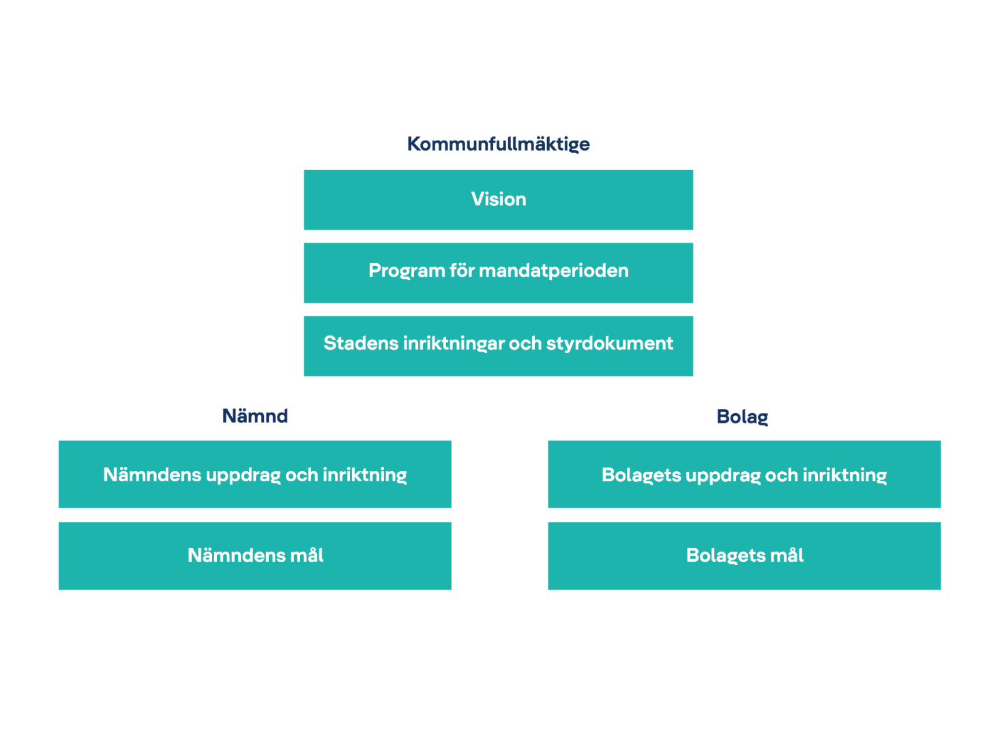 Kommunfullmäktige
Vision
Program för mandatperioden
Stadens inriktningar och styrdokument
Nämnd
Nämndens uppdrag och inriktning
Nämndens mål
Bolag
Bolagets uppdrag och inriktning
Bolagets mål